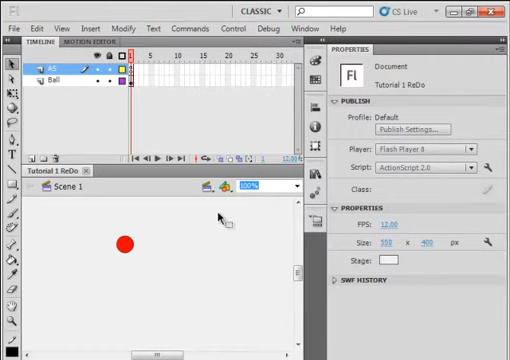 Fl
CLASSIC
CS Live
File Edit View Insert Modify Text Commands Control Debug Window Help
TIMELINE MOTION EDITOR
1 5 10 15 20 25 30
AS
Ball
1 12.00
Tutorial 1 ReDo
Scene 1
100%
PROPERTIES
Fl
Document
Tutorial 1 ReDo
PUBLISH
Profile: Default
Publish Settings...
Player: Flash Player 8
Script: ActionScript 2.0
Class:
PROPERTIES
FPS: 12.00
Size: 550 x 400 px
Stage:
SWF HISTORY